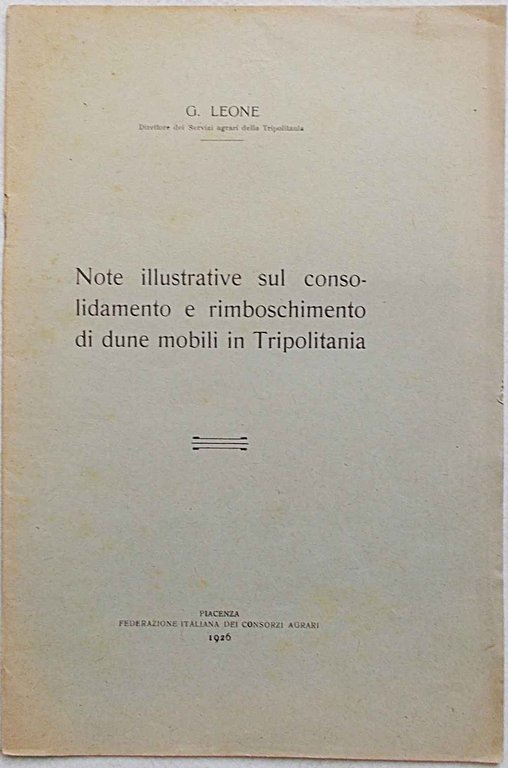 G. LEONE
Direttore dei Servizi agrari della Tripolitania
Note illustrative sul conso-
lidamento e rimboschimento
di dune mobili in Tripolitania
PIACENZA
FEDERAZIONE ITALIANA DEI CONSORZI AGRARI
1926